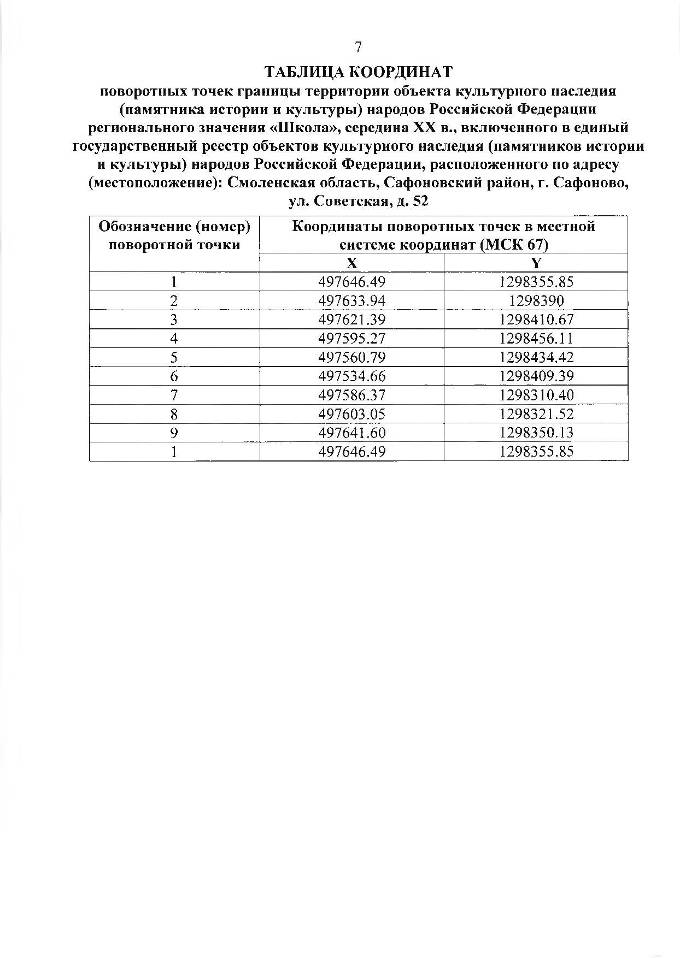 7
ТАБЛИЦА КООРДИНАТ
поворотных точек границы территории объекта культурного наследия
(памятника истории и культуры) народов Российской Федерации
регионального значения «Школа», середина XX в., включенного в единый
государственный реестр объектов культурного наследия (памятников истории
и культуры) народов Российской Федерации, расположенного по адресу
(местоположение): Смоленская область, Сафоновский район, г. Сафоново,
ул. Советская, д. 52
Обозначение (номер) поворотной точки Координаты поворотных точек в местной системе координат (МСК 67)
X Y
1 497646.49 1298355.85
2 497633.94 1298390
3 497621.39 1298410.67
4 497595.27 1298456.11
5 497560.79 1298434.42
6 497534.66 1298409.39
7 497586.37 1298310.40
8 497603.05 1298321.52
9 497641.60 1298350.13
1 497646.49 1298355.85